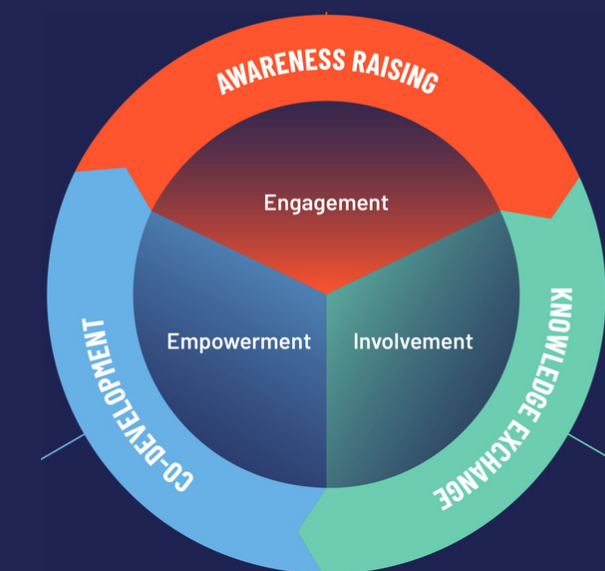 AWARENESS RAISING
Engagement
Empowerment
Involvement
CO-DEVELOPMENT
KNOWLEDGE EXCHANGE